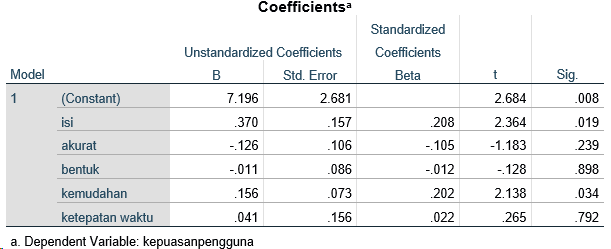 Coefficientsa
Standardized
Unstandardized Coefficients Coefficients
Model B Std. Error Beta t Sig.
1 (Constant) 7.196 2.681 2.684 .008
isi .370 .157 .208 2.364 .019
akurat -.126 .106 -.105 -1.183 .239
bentuk -.011 .086 -.012 -.128 .898
kemudahan .156 .073 .202 2.138 .034
ketepatan waktu .041 .156 .022 .265 .792
a. Dependent Variable: kepuasanpengguna